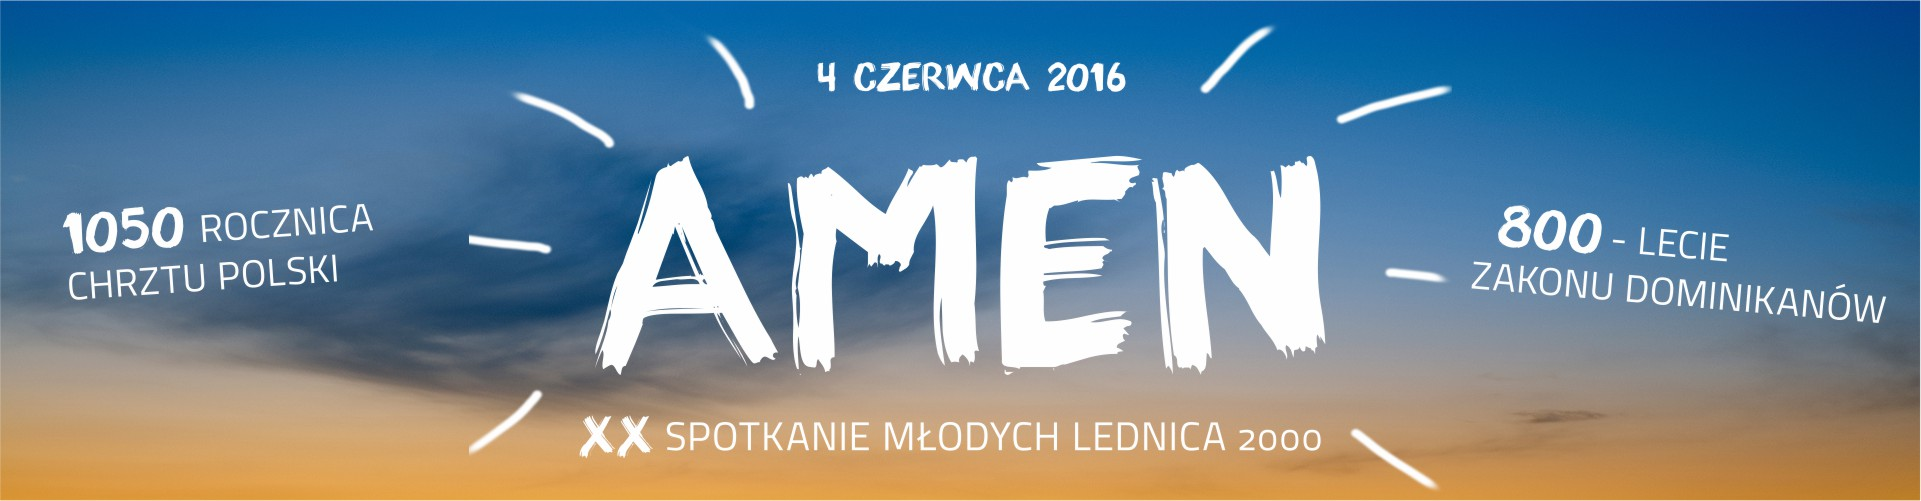 4 CZERWCA 2016
AMEN
1050 ROCZNICA
CHRZTU POLSKI
800 - LECIE
ZAKONU DOMINIKANÓW
XX SPOTKANIE MŁODYCH LEDNICA 2000